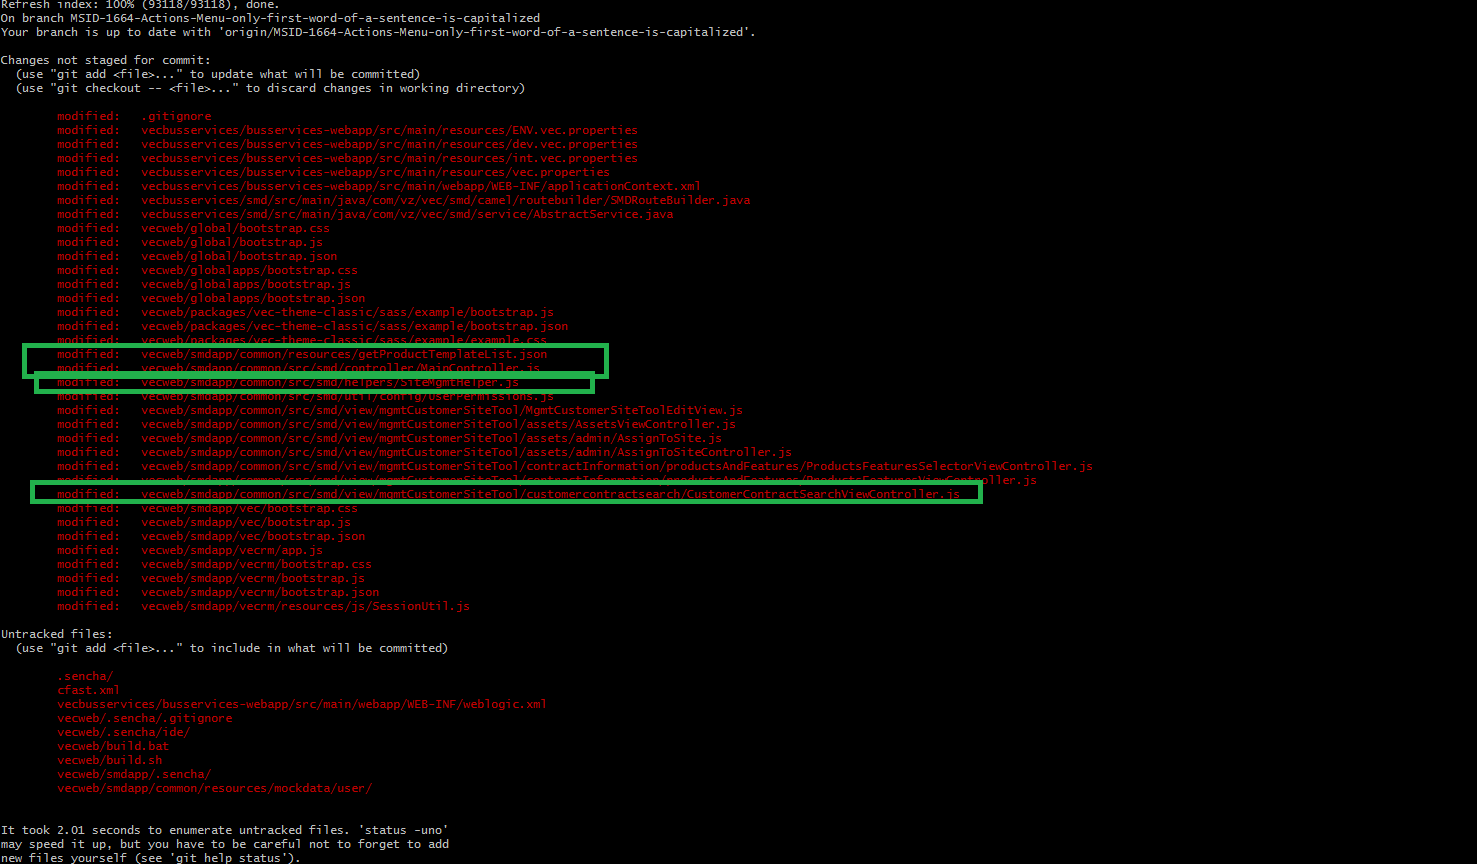 Refresh index: 100% (93118/93118), done.
On branch MSID-1664-Actions-Menu-only-first-word-of-a-sentence-is-capitalized
Your branch is up to date with 'origin/MSID-1664-Actions-Menu-only-first-word-of-a-sentence-is-capitalized'.
Changes not staged for commit:
(use "git add <file>..." to update what will be committed)
(use "git checkout -- <file>..." to discard changes in working directory)
modified: .gitignore
modified: vecbusservices/busservices-webapp/src/main/resources/ENV.vec.properties
modified: vecbusservices/busservices-webapp/src/main/resources/dev.vec.properties
modified: vecbusservices/busservices-webapp/src/main/resources/int.vec.properties
modified: vecbusservices/busservices-webapp/src/main/resources/vec.properties
modified: vecbusservices/busservices-webapp/src/main/webapp/WEB-INF/applicationContext.xml
modified: vecbusservices/smd/src/main/java/com/vz/vec/smd/camel/routebuilder/SMDRouteBuilder.java
modified: vecbusservices/smd/src/main/java/com/vz/vec/smd/service/AbstractService.java
modified: vecweb/global/bootstrap.css
modified: vecweb/global/bootstrap.js
modified: vecweb/global/bootstrap.json
modified: vecweb/globalapps/bootstrap.css
modified: vecweb/globalapps/bootstrap.js
modified: vecweb/globalapps/bootstrap.json
modified: vecweb/packages/vec-theme-classic/sass/example/bootstrap.js
modified: vecweb/packages/vec-theme-classic/sass/example/bootstrap.json
modified: vecweb/packages/vec-theme-classic/sass/example/example.css
modified: vecweb/smdapp/common/resources/getProductTemplateList.json
modified: vecweb/smdapp/common/src/smd/controller/MainController.js
modified: vecweb/smdapp/common/src/smd/helpers/SiteMgmtHelper.js
modified: vecweb/smdapp/common/src/smd/util/config/UserPermissions.js
modified: vecweb/smdapp/common/src/smd/view/mgmtCustomerSiteTool/MgmtCustomerSiteToolEditView.js
modified: vecweb/smdapp/common/src/smd/view/mgmtCustomerSiteTool/assets/AssetsViewController.js
modified: vecweb/smdapp/common/src/smd/view/mgmtCustomerSiteTool/assets/admin/AssignToSite.js
modified: vecweb/smdapp/common/src/smd/view/mgmtCustomerSiteTool/assets/admin/AssignToSiteController.js
modified: vecweb/smdapp/common/src/smd/view/mgmtCustomerSiteTool/contractInformation/productsAndFeatures/ProductsFeaturesSelectorViewController.js
modified: vecweb/smdapp/common/src/smd/view/mgmtCustomerSiteTool/contractInformation/productsAndFeatures/ProductsFeaturesViewController.js
modified: vecweb/smdapp/common/src/smd/view/mgmtCustomerSiteTool/customercontractsearch/CustomerContractSearchViewController.js
modified: vecweb/smdapp/vec/bootstrap.css
modified: vecweb/smdapp/vec/bootstrap.js
modified: vecweb/smdapp/vec/bootstrap.json
modified: vecweb/smdapp/vecrm/app.js
modified: vecweb/smdapp/vecrm/bootstrap.css
modified: vecweb/smdapp/vecrm/bootstrap.js
modified: vecweb/smdapp/vecrm/bootstrap.json
modified: vecweb/smdapp/vecrm/resources/js/SessionUtil.js
Untracked files:
(use "git add <file>..." to include in what will be committed)
.sencha/
cfast.xml
vecbusservices/busservices-webapp/src/main/webapp/WEB-INF/weblogic.xml
vecweb/.sencha/.gitignore
vecweb/.sencha/ide/
vecweb/build.bat
vecweb/build.sh
vecweb/smdapp/.sencha/
vecweb/smdapp/common/resources/mockdata/user/
It took 2.01 seconds to enumerate untracked files. 'status -uno'
may speed it up, but you have to be careful not to forget to add
new files yourself (see 'git help status').